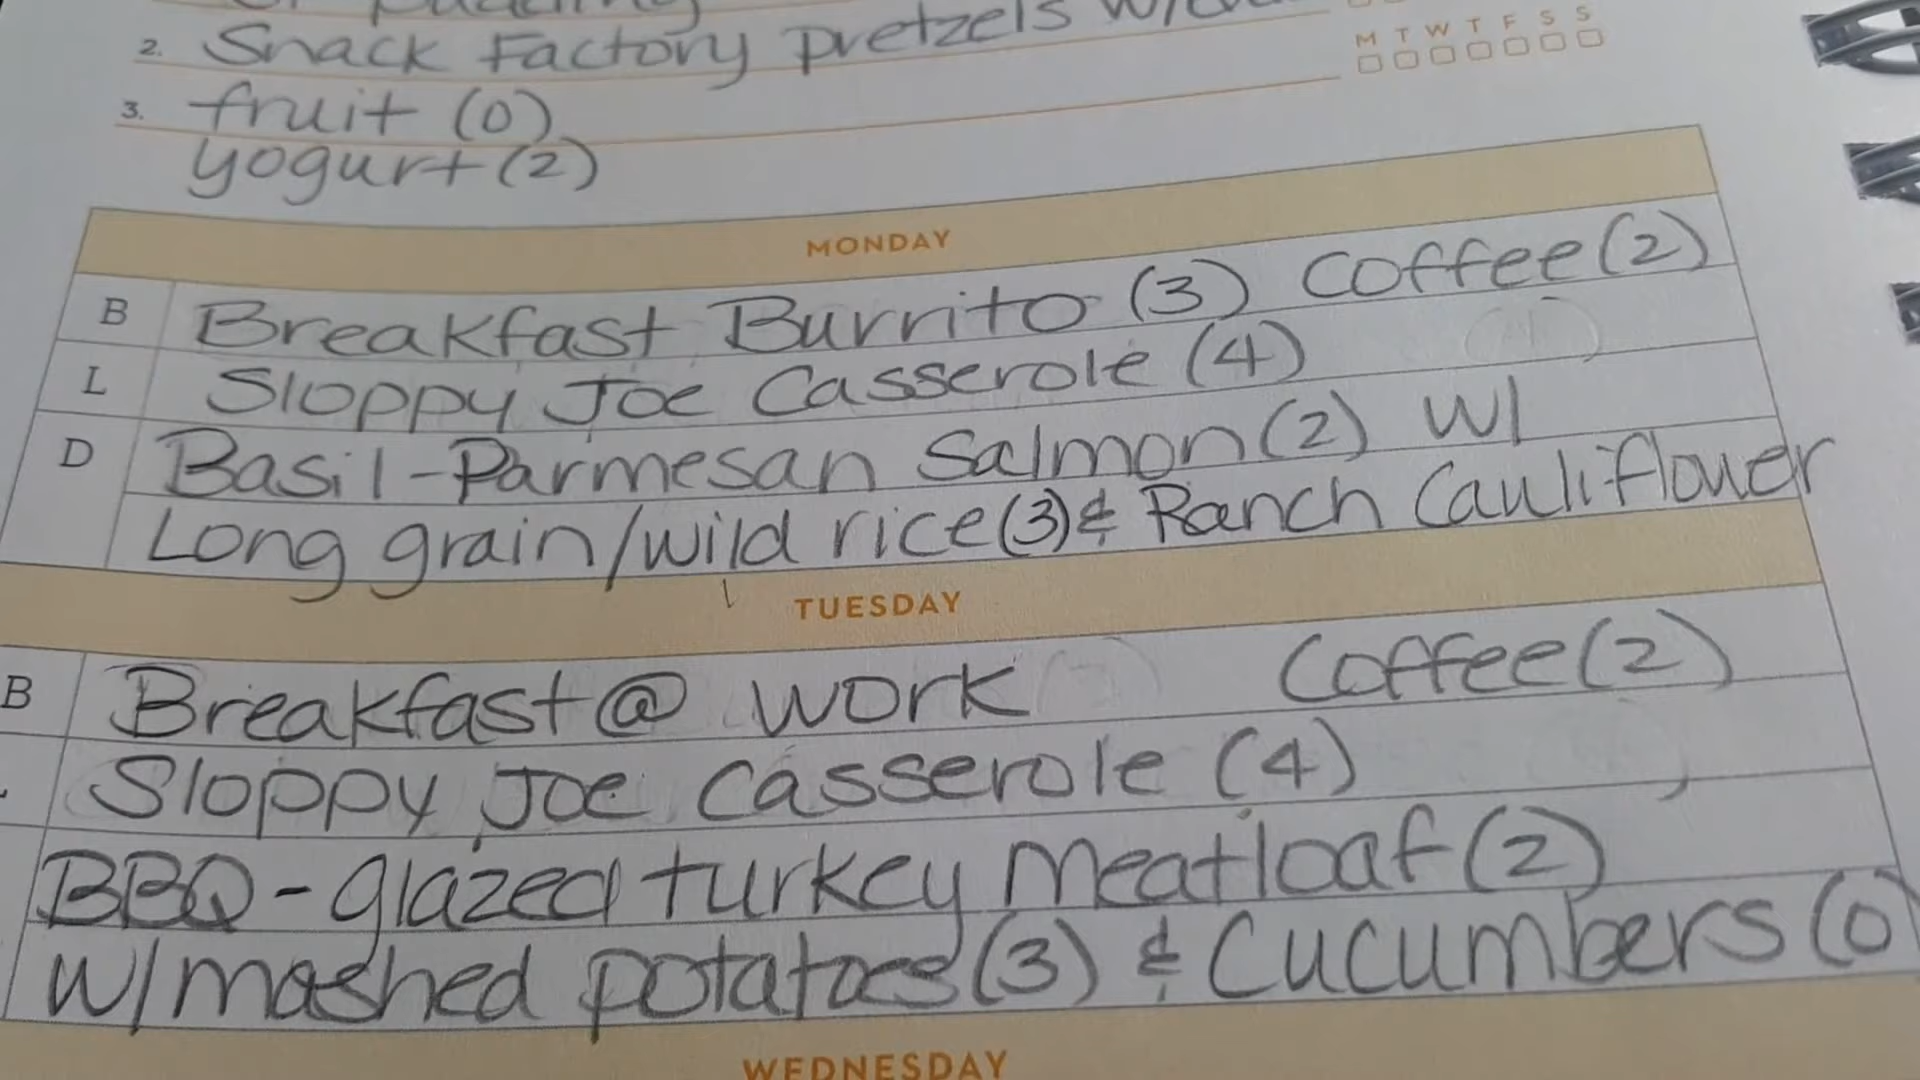 or pudding
2. Snack Factory pretzels
M T W T F S S
3. fruit (0)
yogurt (2)
MONDAY
B Breakfast Burrito (3) Coffee (2)
L Sloppy Joe Casserole (4)
D Basil-Parmesan Salmon (2) W/
Long grain/wild rice (3) & Ranch Cauliflower
TUESDAY
B Breakfast @ work Coffee (2)
Sloppy Joe Casserole (4)
BBQ-glazed turkey meatloaf (2)
W/mashed potatoes (3) & Cucumbers (0)
WEDNESDAY